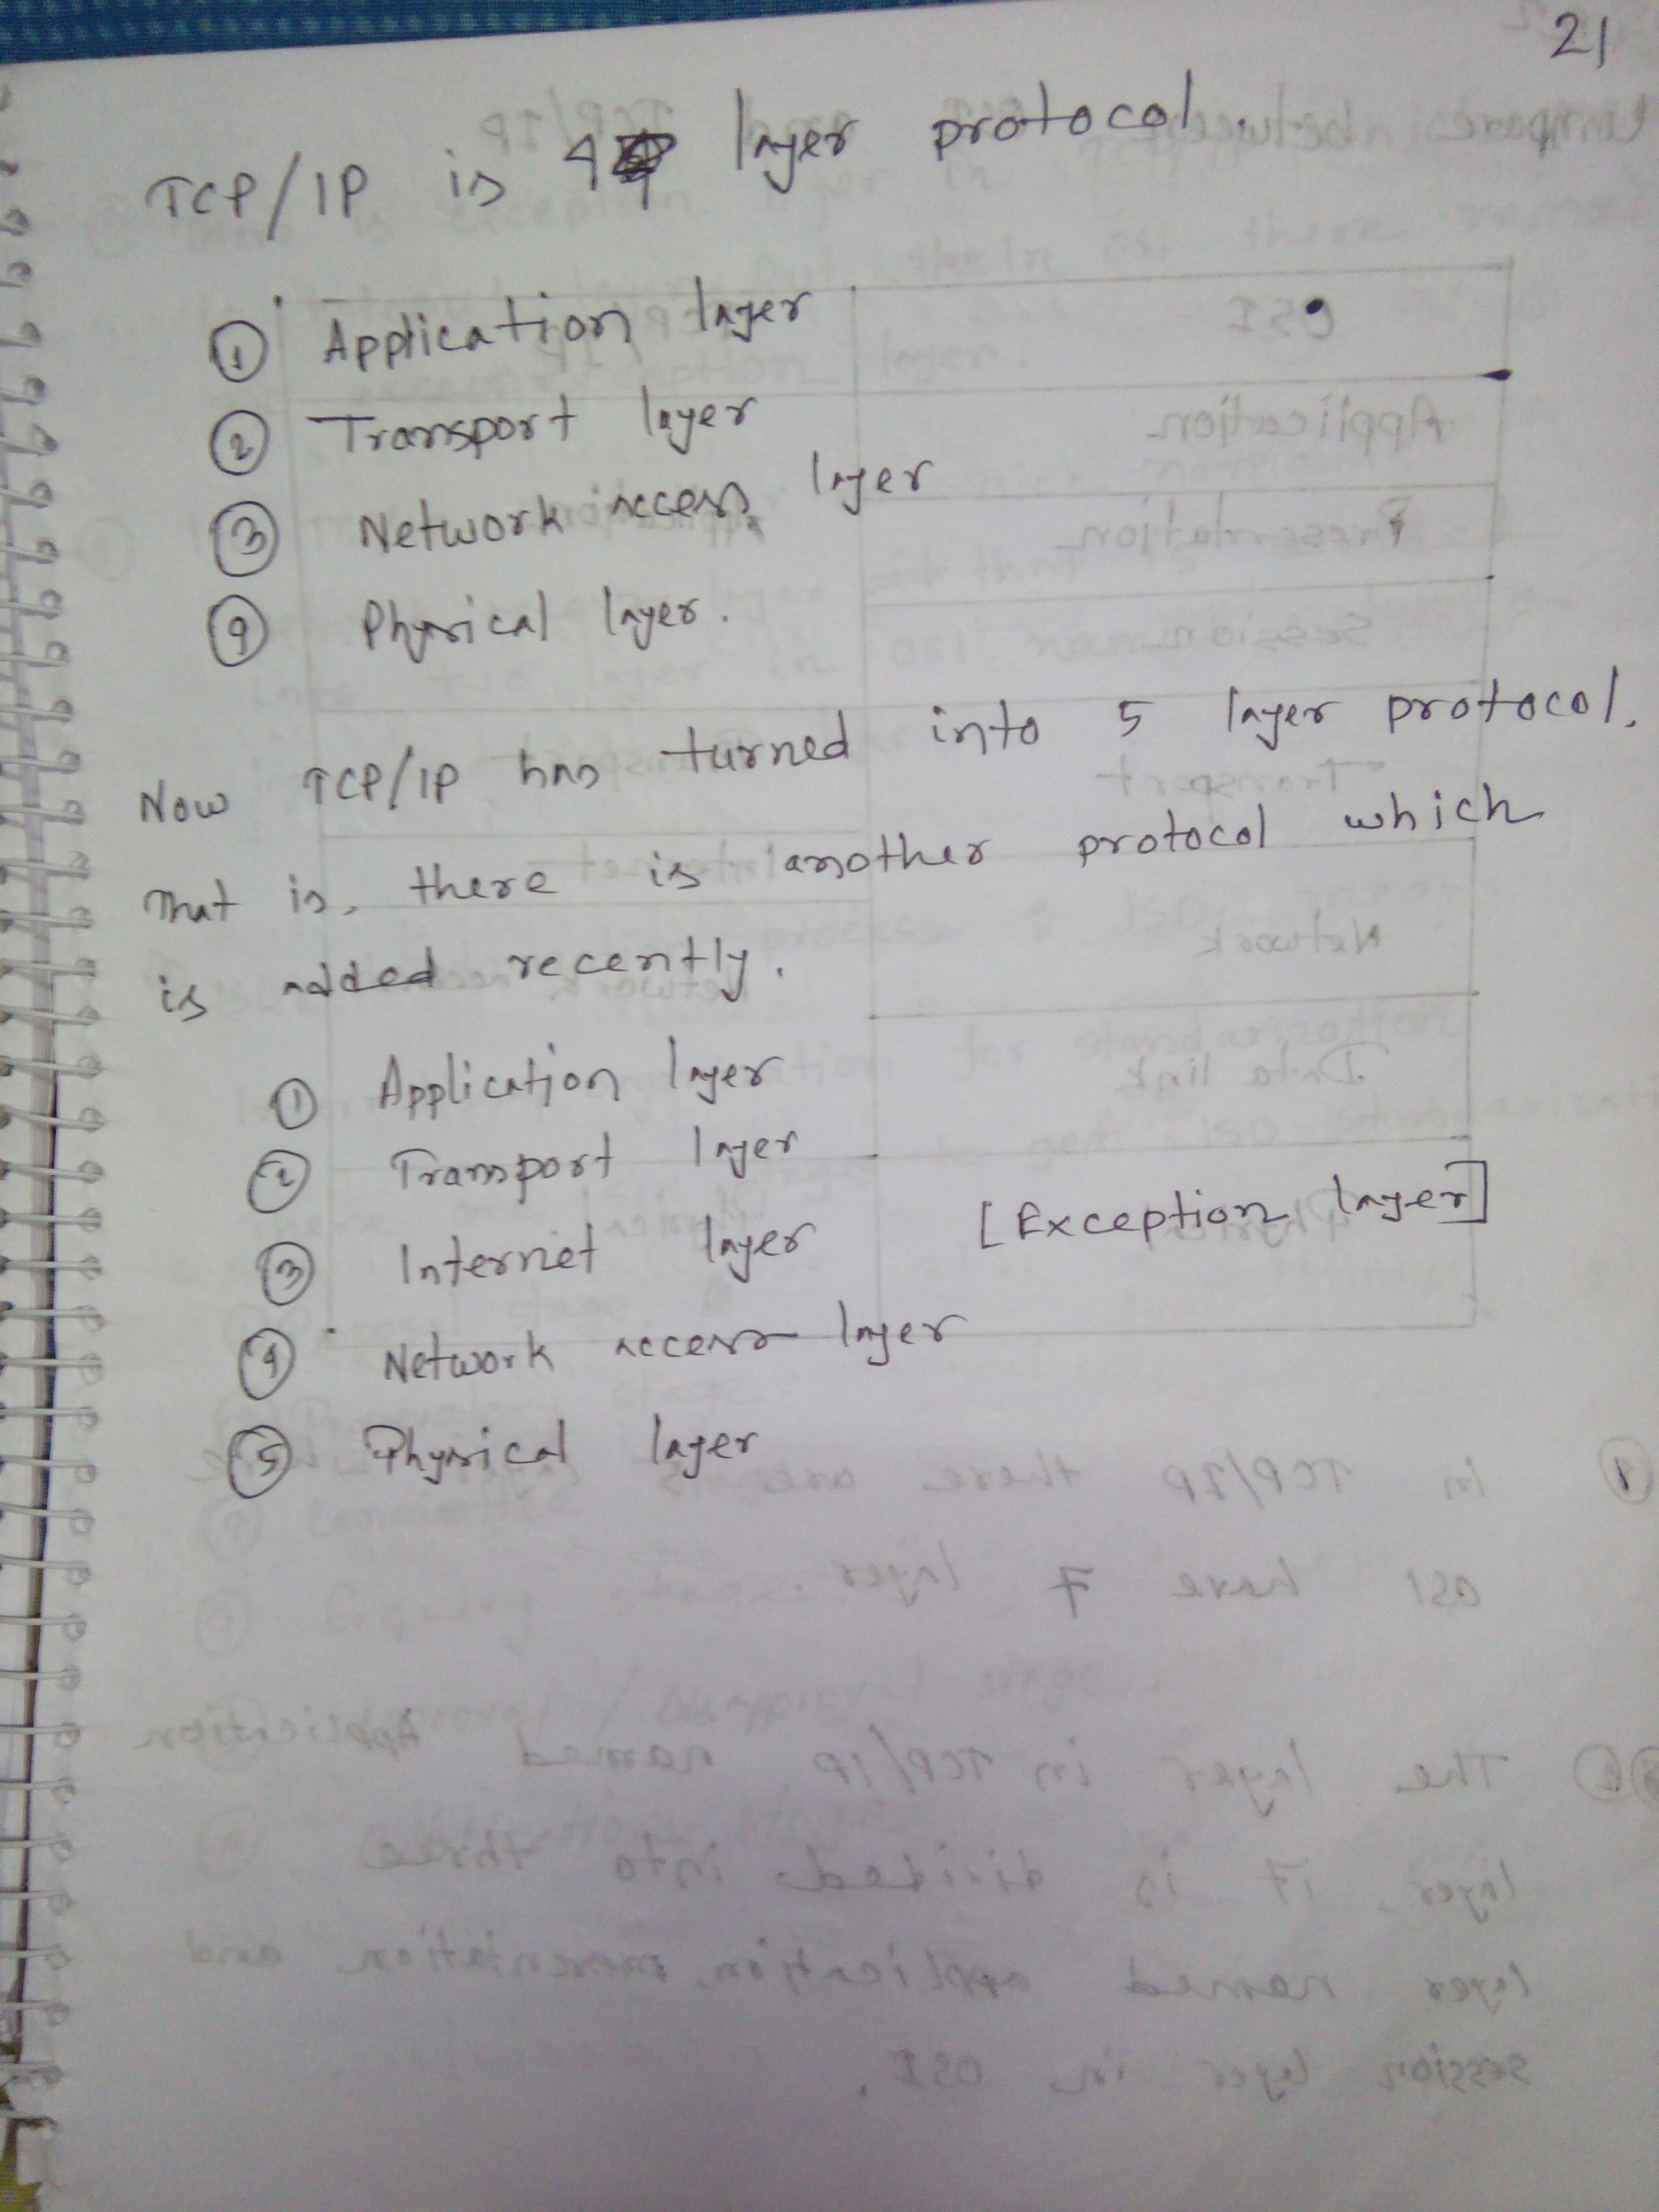 21
TCP/IP is 4 layer protocol.
① Application layer
② Transport layer
③ Network access layer
④ Physical layer.
Now TCP/IP has turned into 5 layer protocol.
That is, there is another protocol which
is added recently.
① Application layer
② Transport layer
③ Internet layer [Exception layer]
④ Network access layer
⑤ Physical layer